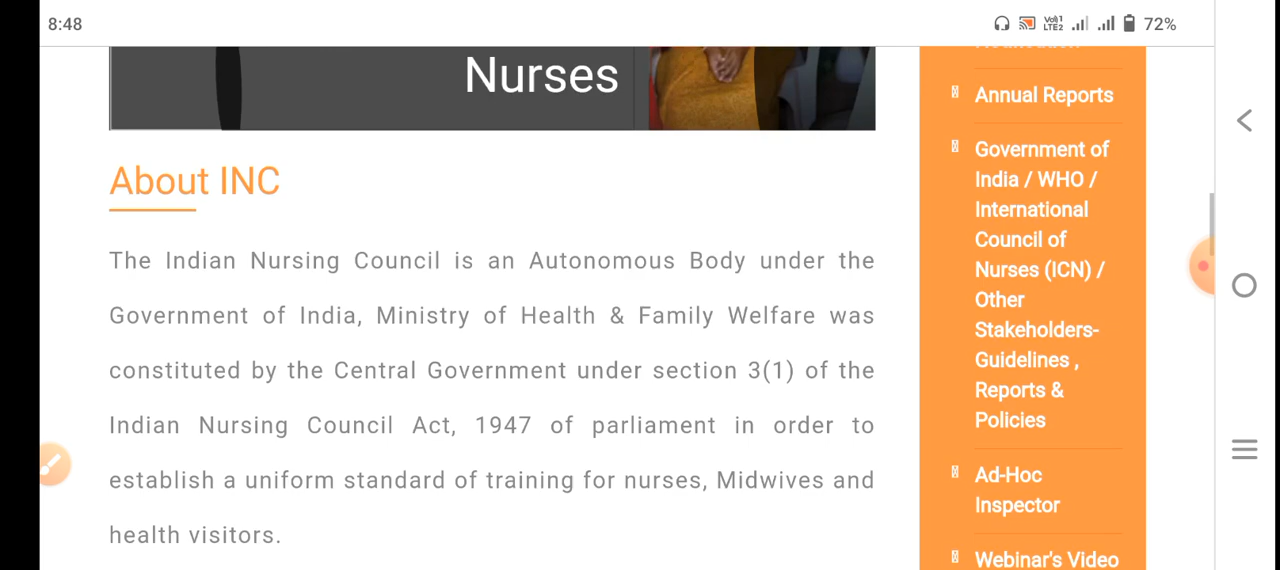 8:48
Vo)) 1
LTE2
72%
Nurses
Annual Reports
About INC
Government of
India / WHO /
International
Council of
Nurses (ICN) /
Other
Stakeholders-
Guidelines ,
Reports &
Policies
The Indian Nursing Council is an Autonomous Body under the
Government of India, Ministry of Health & Family Welfare was
constituted by the Central Government under section 3(1) of the
Indian Nursing Council Act, 1947 of parliament in order to
establish a uniform standard of training for nurses, Midwives and
health visitors.
Ad-Hoc
Inspector
Webinar's Video